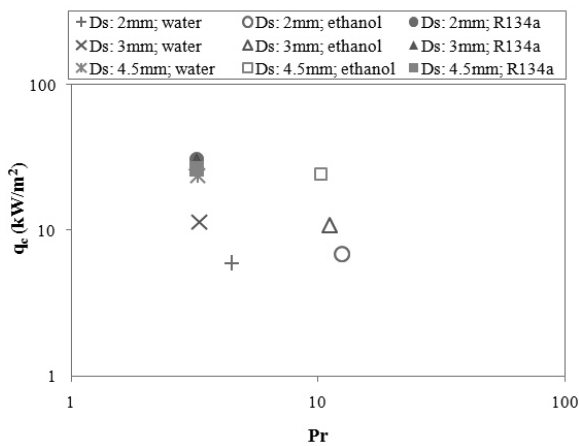 Ds: 2mm; water Ds: 2mm; ethanol Ds: 2mm; R134a
Ds: 3mm; water Ds: 3mm; ethanol Ds: 3mm; R134a
Ds: 4.5mm; water Ds: 4.5mm; ethanol Ds: 4.5mm; R134a
100
10
1
qc (kW/m²)
1 10 100
Pr